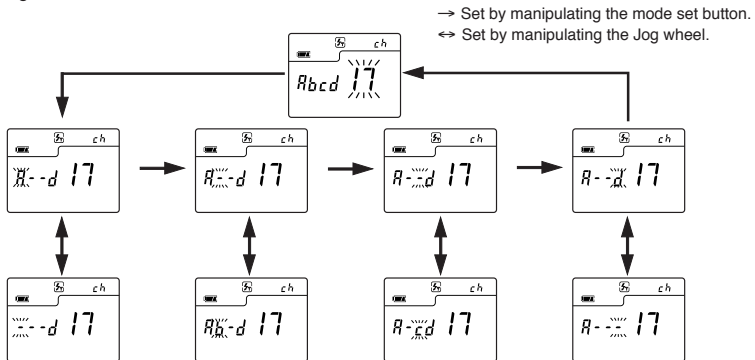 → Set by manipulating the mode set button.
↔ Set by manipulating the Jog wheel.
ch
Abcd 17
ch
ch
ch
ch
A--d 17
A--d 17
A--d 17
A--d 17
ch
ch
ch
ch
---d 17
Ab-d 17
A-cd 17
A--- 17